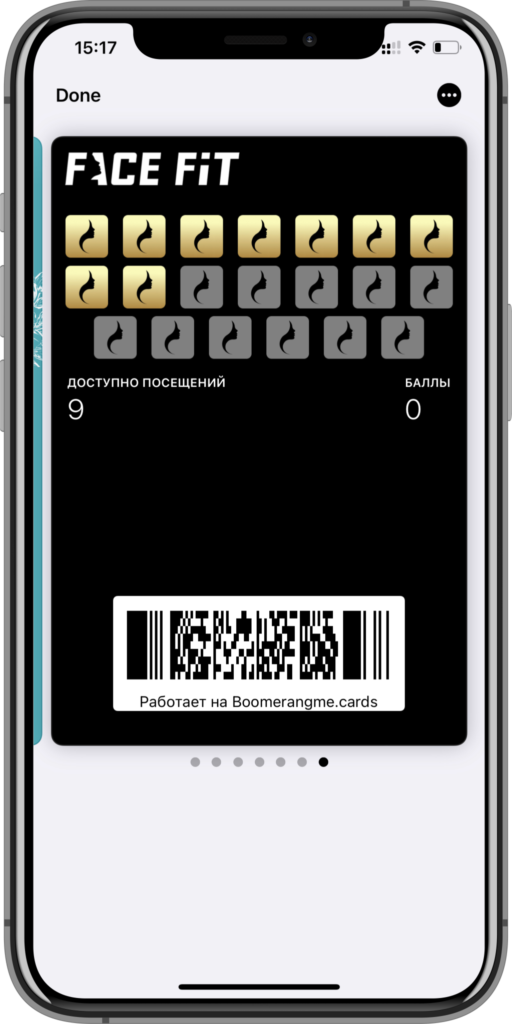 15:17
Done
FACE FiT
ДОСТУПНО ПОСЕЩЕНИЙ
БАЛЛЫ
9
0
Работает на Boomerangme.cards